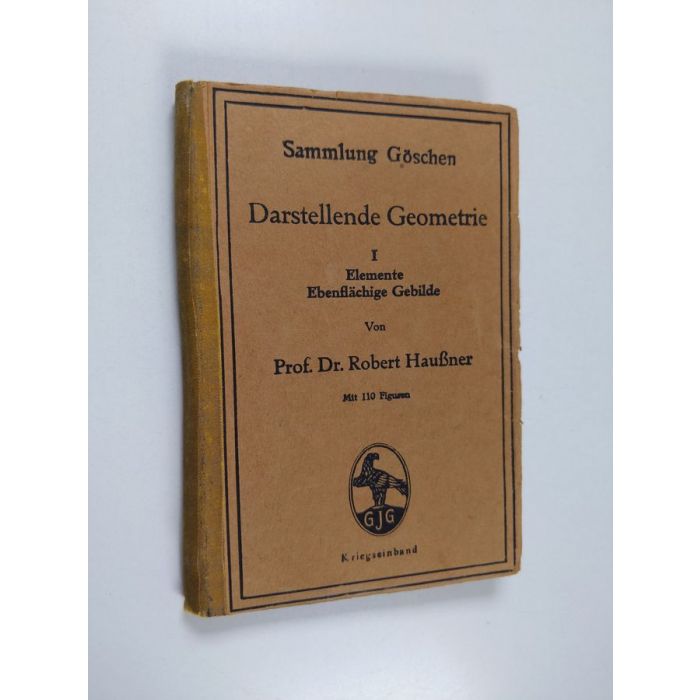 Sammlung Göschen
Darstellende Geometrie
I
Elemente
Ebenflächige Gebilde
Von
Prof. Dr. Robert Haußner
Mit 110 Figuren
GJG
Kriegseinband